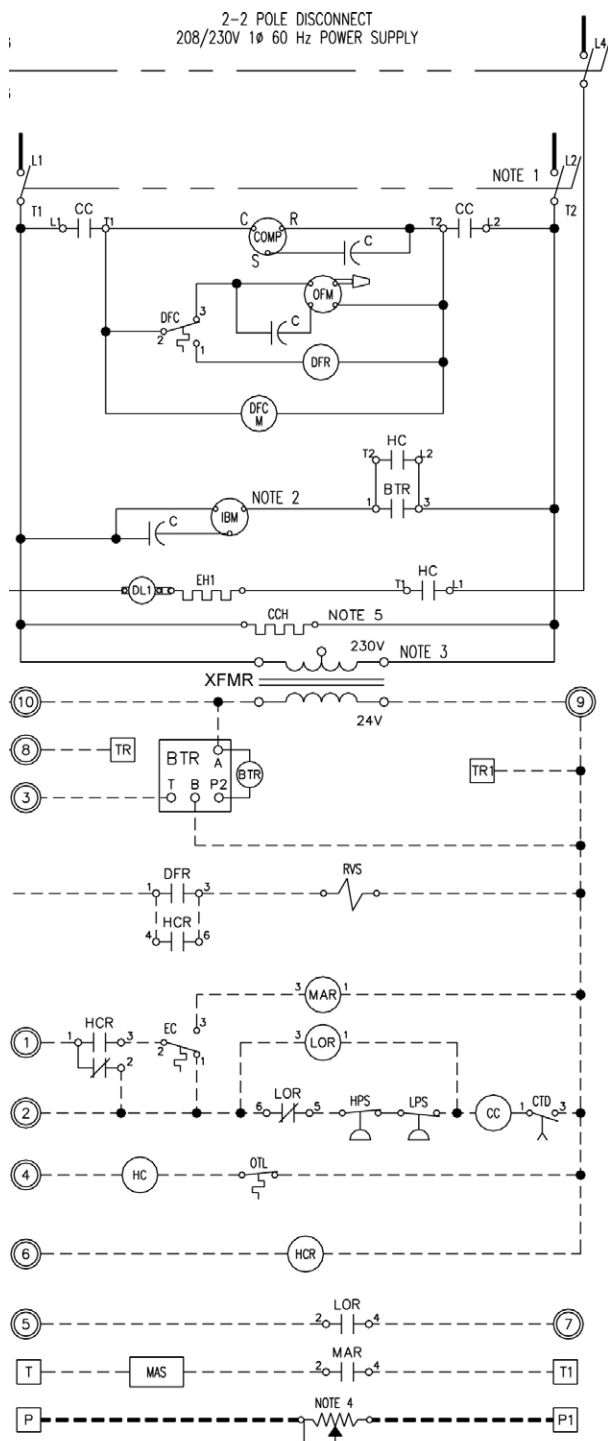 2-2 POLE DISCONNECT
208/230V 1ø 60 Hz POWER SUPPLY
L4
L1 NOTE 1 L2
T1 T2
L1 CC T1 C COMP R T2 CC L2
S C
DFC 3 OFM
2 C
1 DFR
DFC
M
HC
T2 L2
NOTE 2 BTR
C IBM 1 3
HC
DL1 EH1 T1 L1
CCH NOTE 5
230V NOTE 3
XFMR
10 24V 9
8 TR BTR A TR1
BTR
3 T B P2
DFR RVS
1 3
HCR
4 6
3 MAR 1
HCR EC 3 3 LOR 1
1 1 3 2
2 1
LOR HPS LPS CTD
2 6 5 CC 1 3
OTL
4 HC
6 HCR
LOR
5 2 4 7
MAR
T MAS 2 4 T1
NOTE 4
P P1